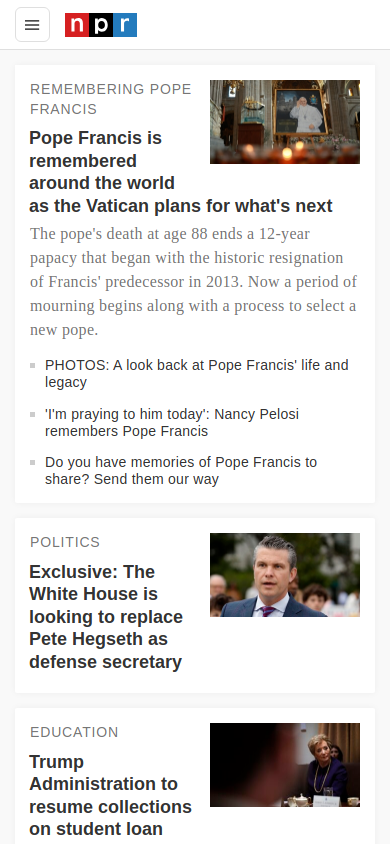 npr
REMEMBERING POPE
FRANCIS
Pope Francis is
remembered
around the world
as the Vatican plans for what's next
The pope's death at age 88 ends a 12-year
papacy that began with the historic resignation
of Francis' predecessor in 2013. Now a period of
mourning begins along with a process to select a
new pope.
PHOTOS: A look back at Pope Francis' life and
legacy
'I'm praying to him today': Nancy Pelosi
remembers Pope Francis
Do you have memories of Pope Francis to
share? Send them our way
POLITICS
Exclusive: The
White House is
looking to replace
Pete Hegseth as
defense secretary
EDUCATION
Trump
Administration to
resume collections
on student loan